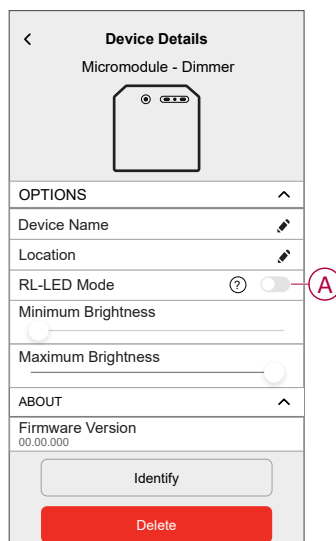 Device Details
Micromodule - Dimmer
OPTIONS
Device Name
Location
RL-LED Mode ?
A
Minimum Brightness
Maximum Brightness
ABOUT
Firmware Version
00.00.000
Identify
Delete